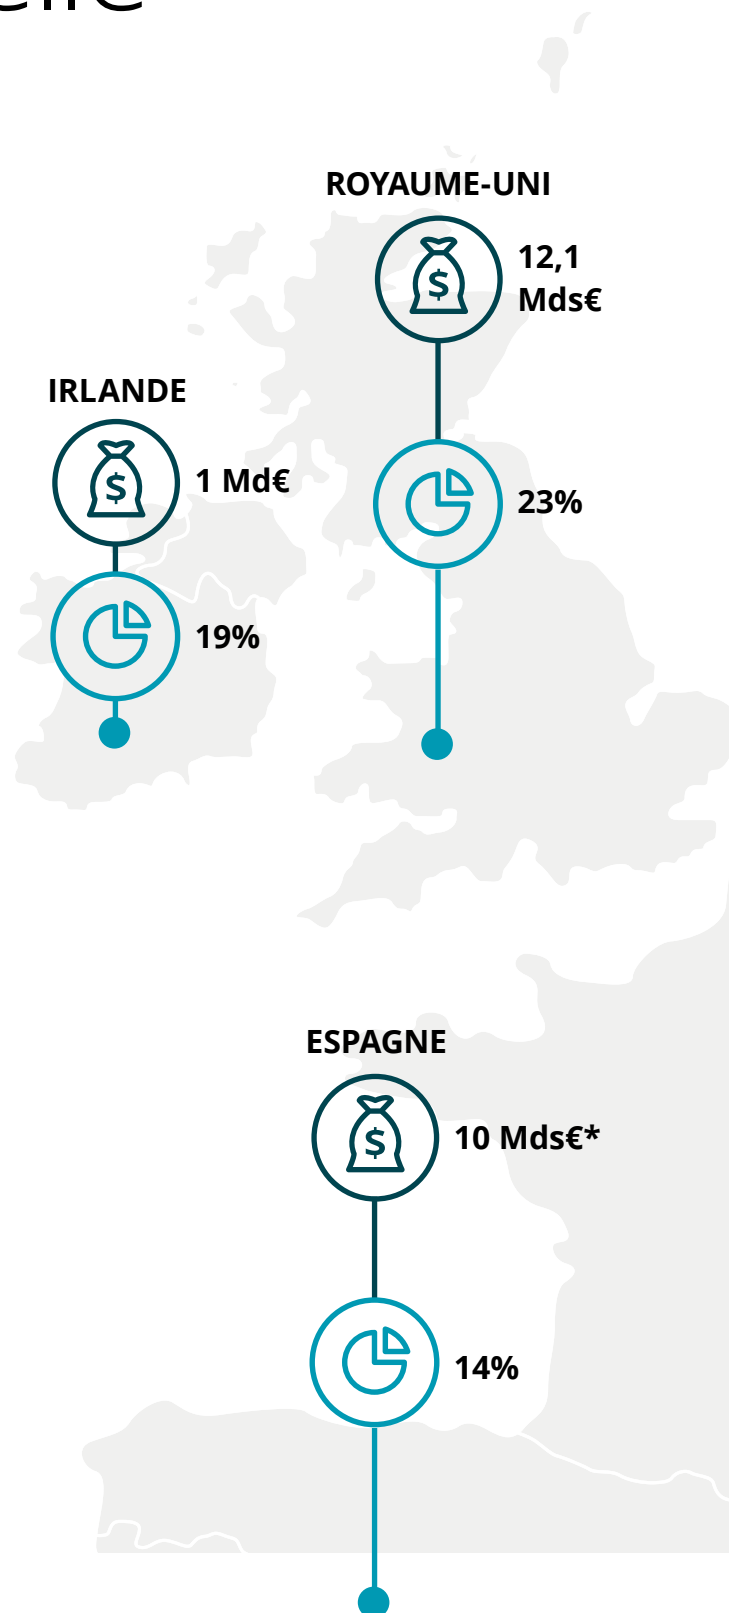 ROYAUME-UNI
12,1
Mds€
IRLANDE
1 Md€
23%
19%
ESPAGNE
10 Mds€*
14%